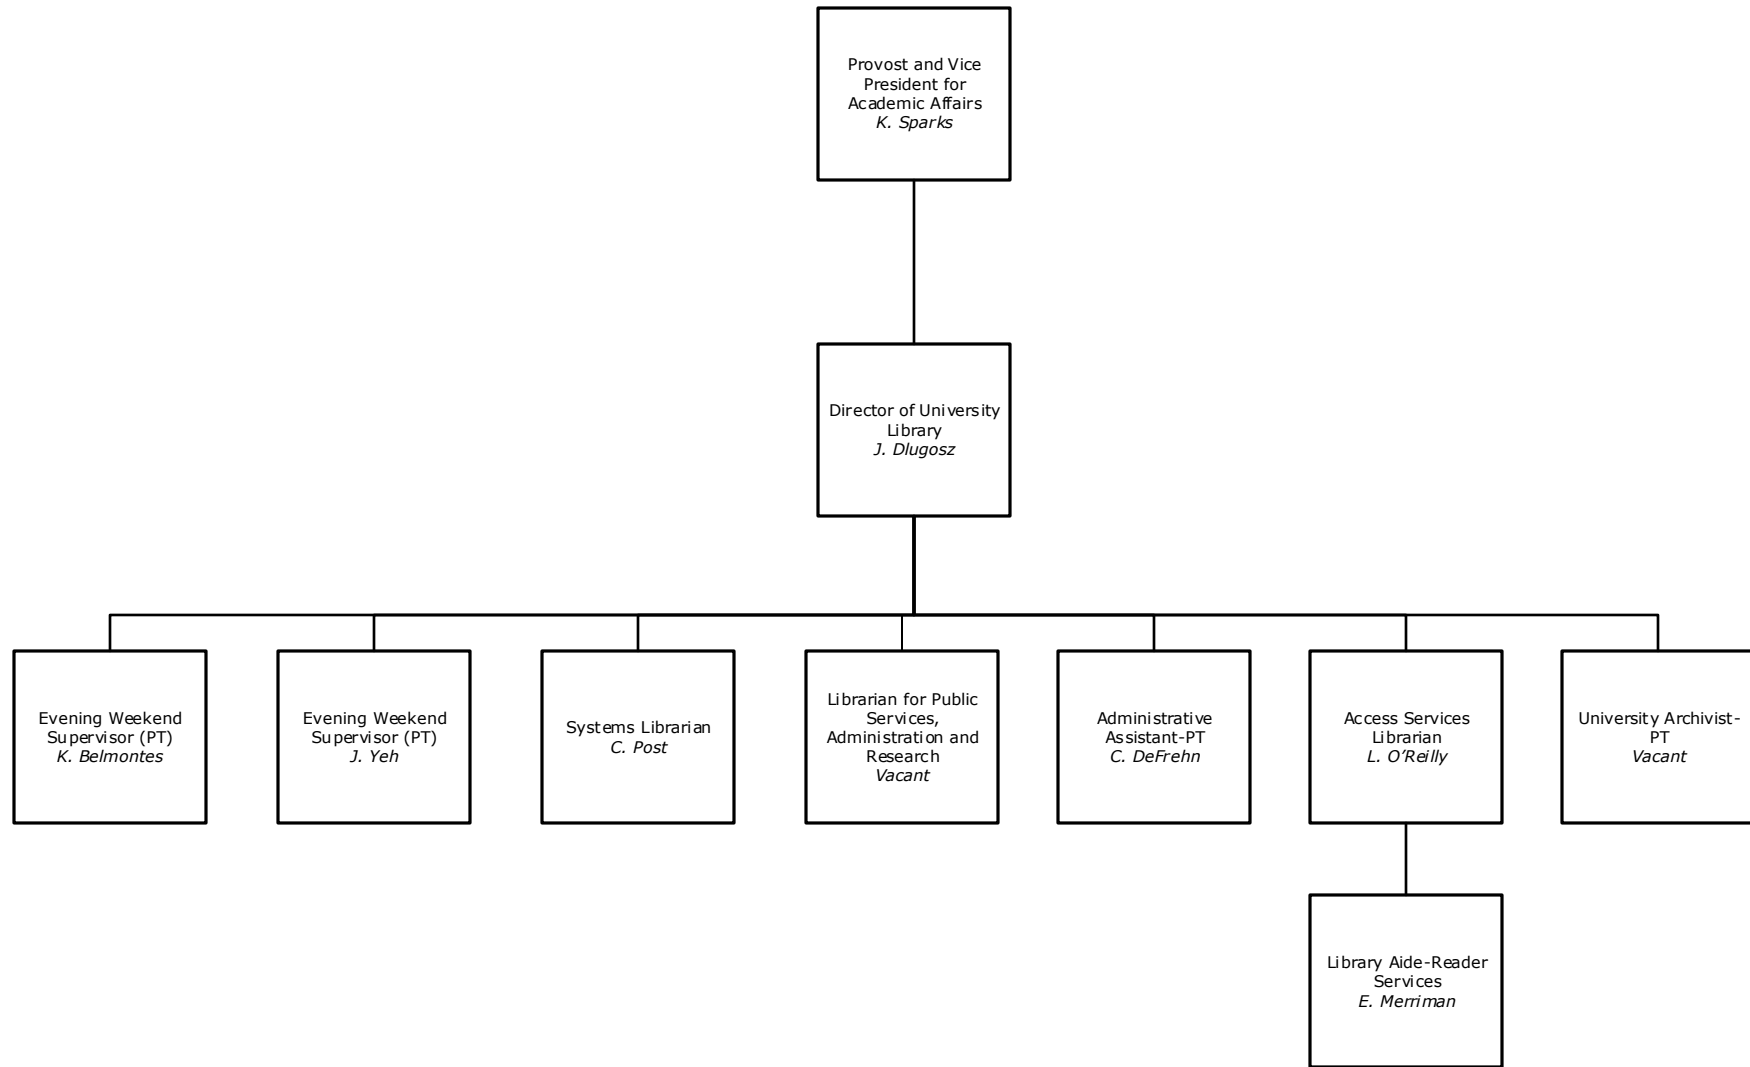 Provost and Vice
President for
Academic Affairs
K. Sparks
Director of University
Library
J. Dlugosz
Evening Weekend
Supervisor (PT)
K. Belmontes
Evening Weekend
Supervisor (PT)
J. Yeh
Systems Librarian
C. Post
Librarian for Public
Services,
Administration and
Research
Vacant
Administrative
Assistant-PT
C. DeFrehn
Access Services
Librarian
L. O’Reilly
University Archivist-
PT
Vacant
Library Aide-Reader
Services
E. Merriman